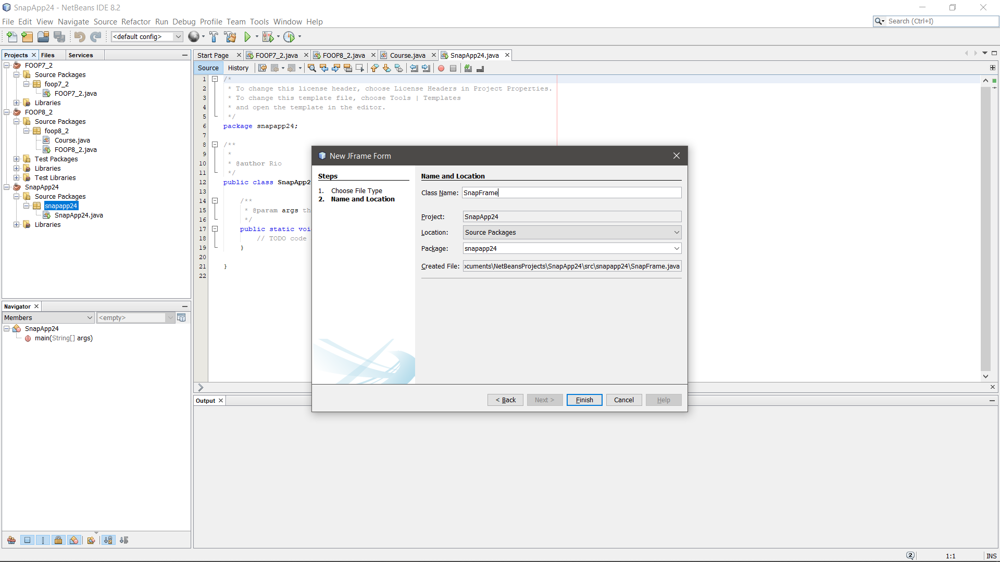 SnapApp24 - NetBeans IDE 8.2
File Edit View Navigate Source Refactor Run Debug Profile Team Tools Window Help
Search (Ctrl+I)
<default config>
Projects Files Services
FOOP7_2
Source Packages
foop7_2
FOOP7_2.java
Libraries
FOOP8_2
Source Packages
foop8_2
Course.java
FOOP8_2.java
Test Packages
Libraries
Test Libraries
SnapApp24
Source Packages
snapapp24
SnapApp24.java
Libraries
Navigator
Members <empty>
SnapApp24
main(String[] args)
Start Page FOOP7_2.java FOOP8_2.java Course.java SnapApp24.java
Source History
1 /*
2 * To change this license header, choose License Headers in Project Properties.
3 * To change this template file, choose Tools | Templates
4 * and open the template in the editor.
5 */
6 package snapapp24;
7
8 /**
9 *
10 * @author Rio
11 */
12 public class SnapApp2
13
14 /**
15 * @param args th
16 */
17 public static voi
18 // TODO code
19 }
20
21 }
22
New JFrame Form
Steps
1. Choose File Type
2. Name and Location
Name and Location
Class Name: SnapFrame
Project: SnapApp24
Location: Source Packages
Package: snapapp24
Created File: ocuments\NetBeansProjects\SnapApp24\src\snapapp24\SnapFrame.java
< Back Next > Finish Cancel Help
Output
2 1:1 INS